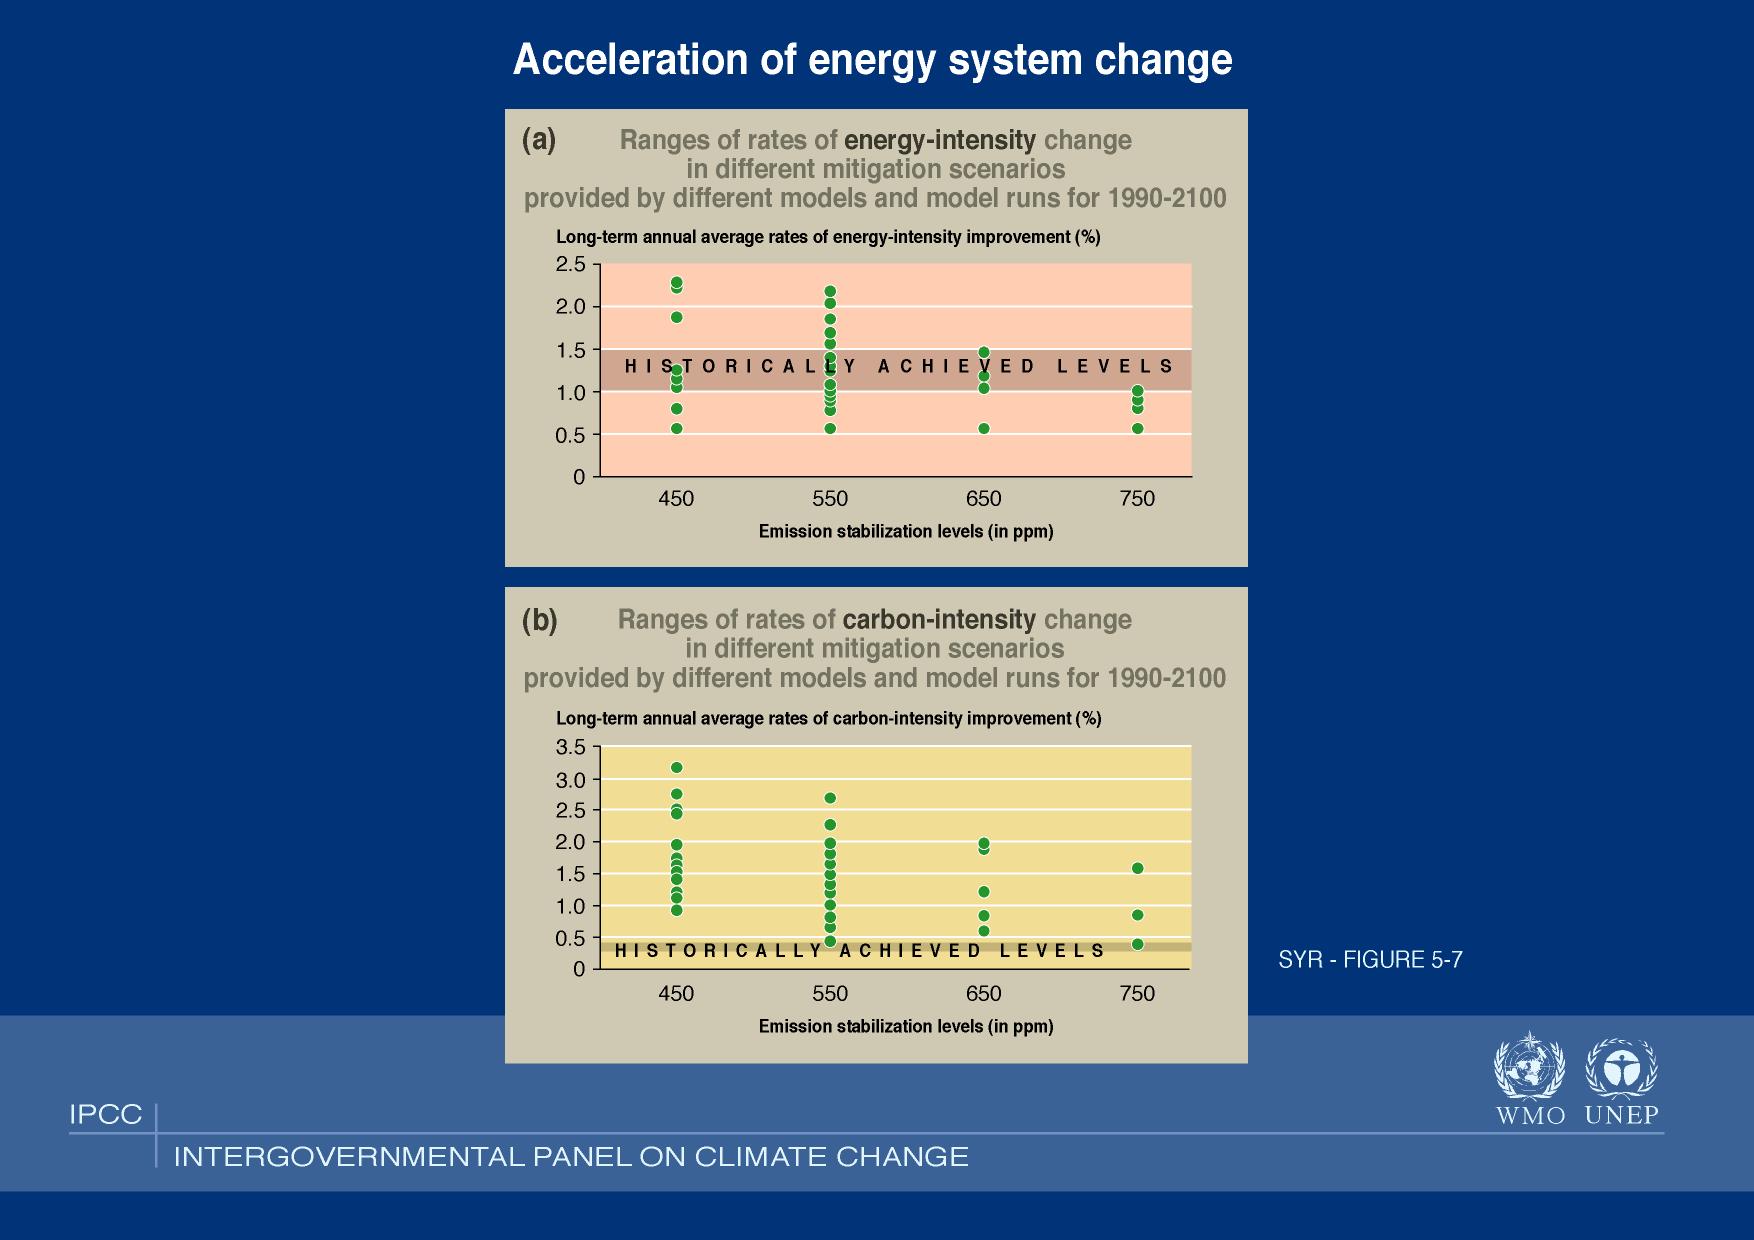 Acceleration of energy system change
(a) Ranges of rates of energy-intensity change
in different mitigation scenarios
provided by different models and model runs for 1990-2100
Long-term annual average rates of energy-intensity improvement (%)
2.5
2.0
1.5
HISTORICALLY ACHIEVED LEVELS
1.0
0.5
0
450 550 650 750
Emission stabilization levels (in ppm)
(b) Ranges of rates of carbon-intensity change
in different mitigation scenarios
provided by different models and model runs for 1990-2100
Long-term annual average rates of carbon-intensity improvement (%)
3.5
3.0
2.5
2.0
1.5
1.0
0.5
HISTORICALLY ACHIEVED LEVELS
0
450 550 650 750
Emission stabilization levels (in ppm)
SYR - FIGURE 5-7
WMO UNEP
IPCC
INTERGOVERNMENTAL PANEL ON CLIMATE CHANGE